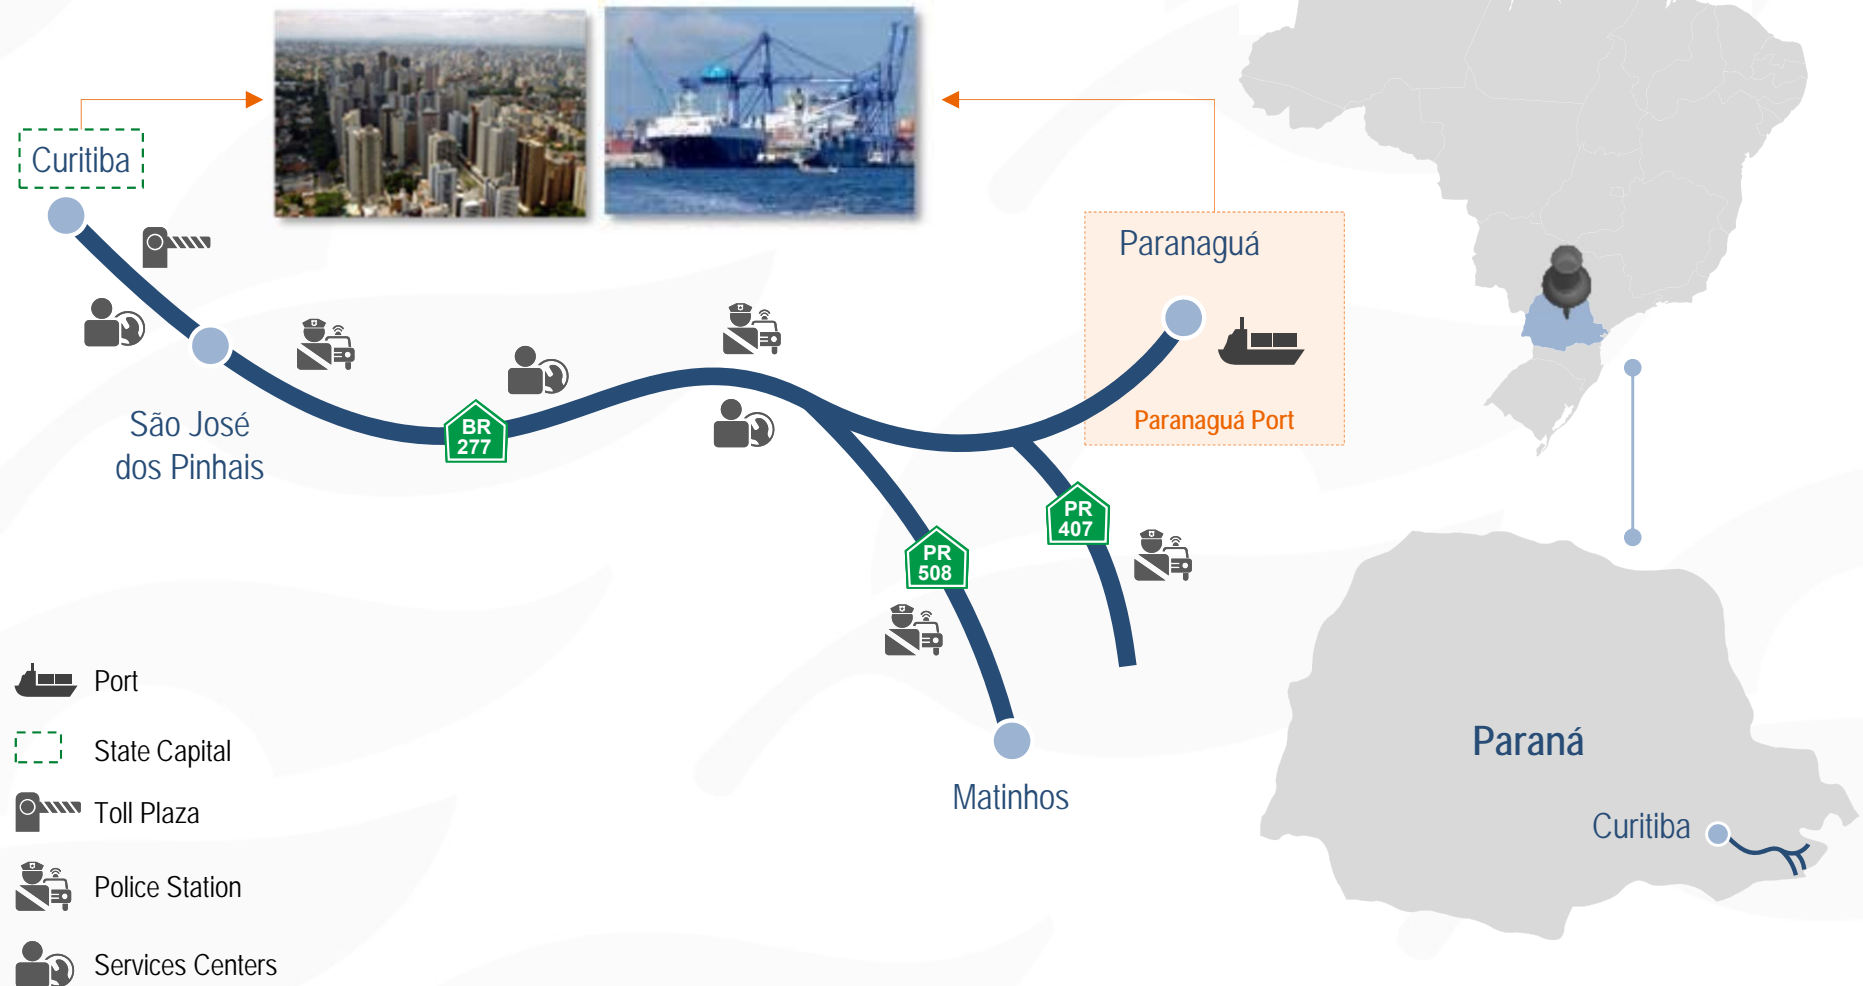 Curitiba
São José
dos Pinhais
BR
277
Paranaguá
Paranaguá Port
PR
407
PR
508
Matinhos
Port
State Capital
Toll Plaza
Police Station
Services Centers
Paraná
Curitiba